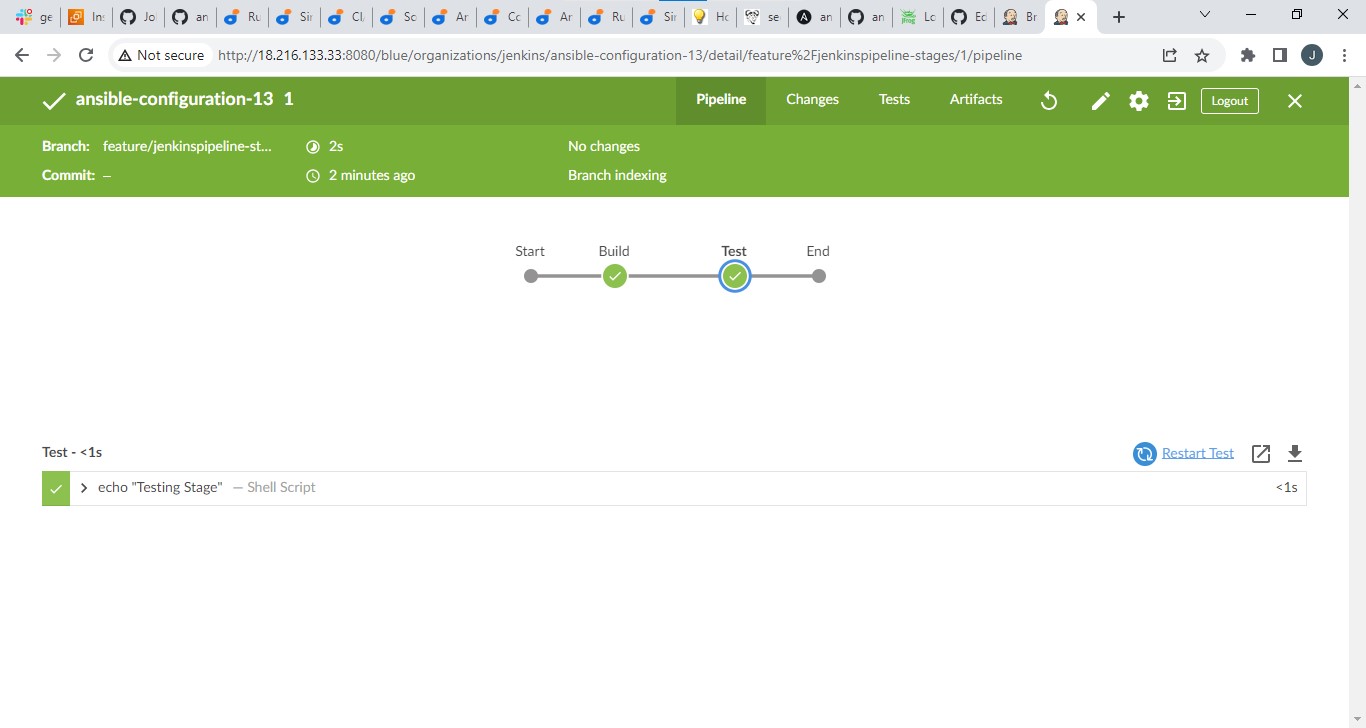 ge
Ins
Jo
an
Ru
Sir
Cl
Sc
Ar
Cc
Ar
Ru
Sir
Ho
se
an
an
Lo
Ed
Br
Not secure
http://18.216.133.33:8080/blue/organizations/jenkins/ansible-configuration-13/detail/feature%2Fjenkinspipeline-stages/1/pipeline
J
ansible-configuration-13 1
Pipeline
Changes
Tests
Artifacts
Logout
Branch: feature/jenkinspipeline-st...
2s
No changes
Commit: –
2 minutes ago
Branch indexing
Start
Build
Test
End
Test - <1s
Restart Test
echo "Testing Stage" — Shell Script
<1s